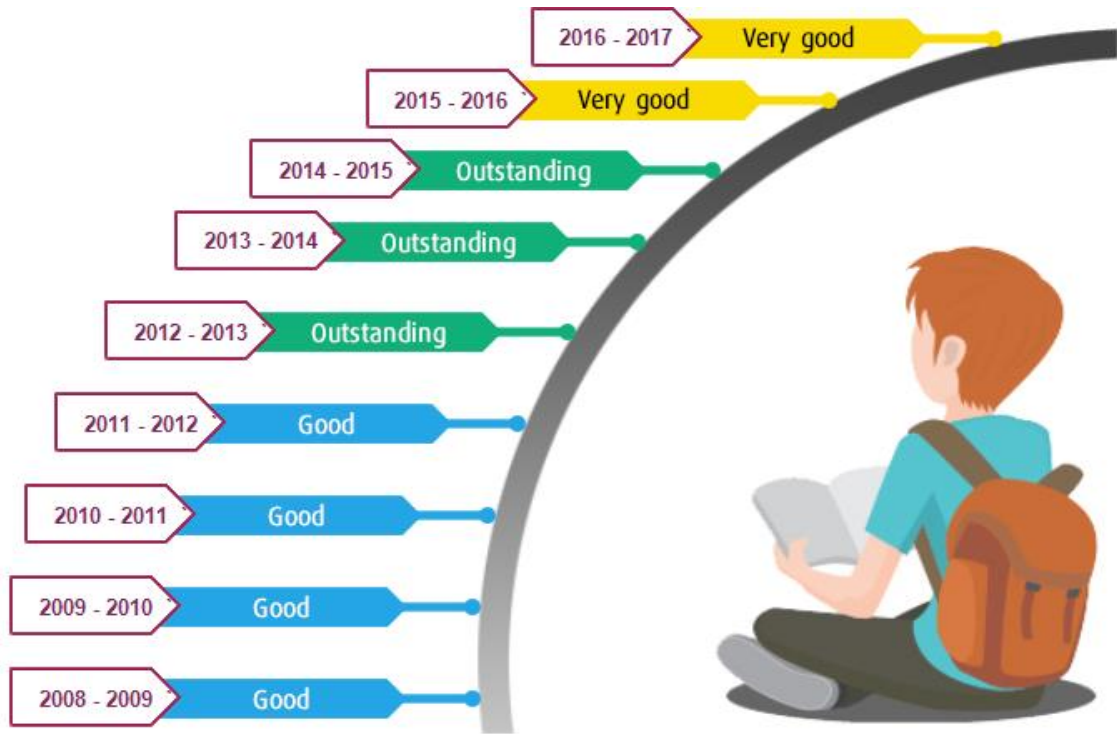 2016 - 2017 Very good
2015 - 2016 Very good
2014 - 2015 Outstanding
2013 - 2014 Outstanding
2012 - 2013 Outstanding
2011 - 2012 Good
2010 - 2011 Good
2009 - 2010 Good
2008 - 2009 Good